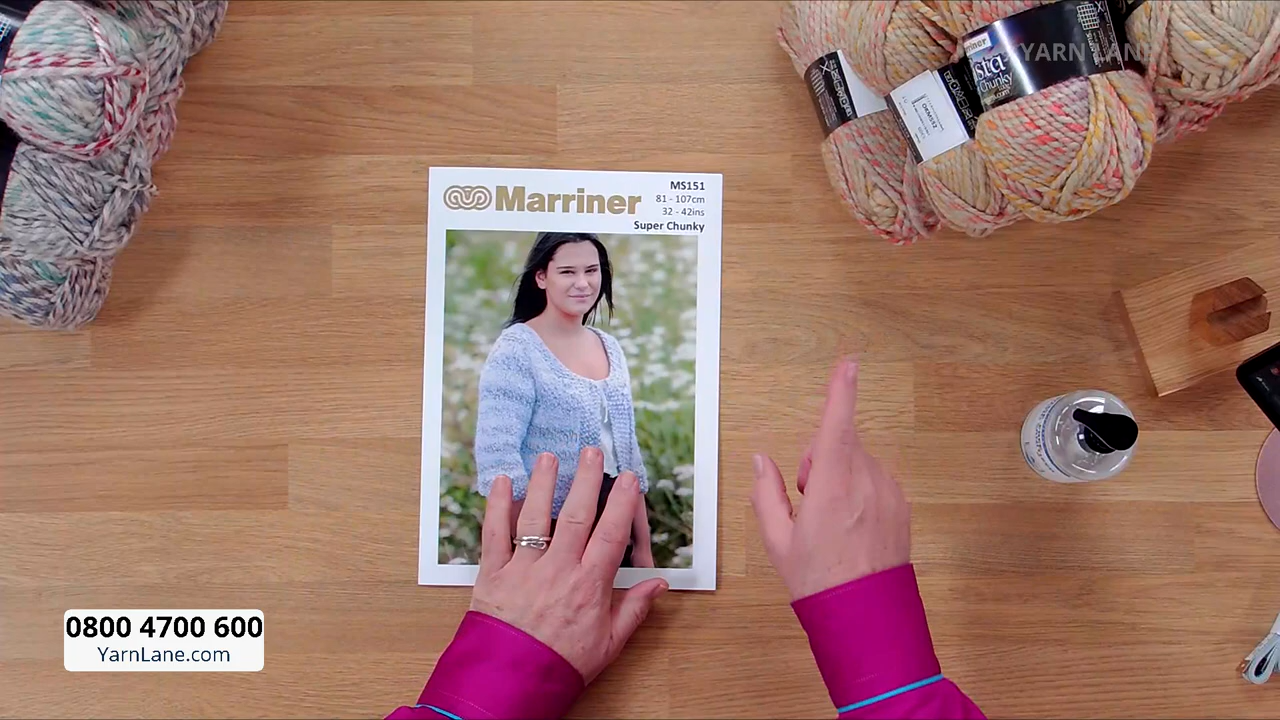 YARN LANE
Marriner
MS151
81 - 107cm
32 - 42ins
Super Chunky
Chunky
0800 4700 600
YarnLane.com